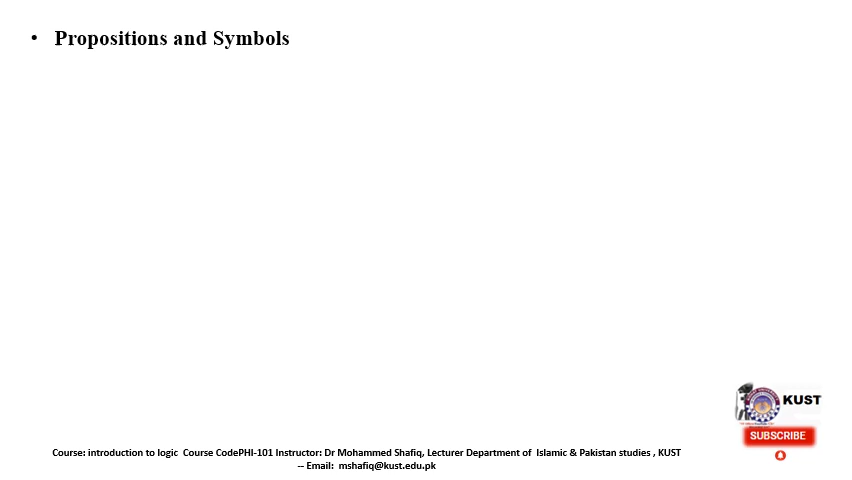 • Propositions and Symbols
KUST
SUBSCRIBE
Course: introduction to logic Course CodePHI-101 Instructor: Dr Mohammed Shafiq, Lecturer Department of Islamic & Pakistan studies , KUST
-- Email: mshafiq@kust.edu.pk